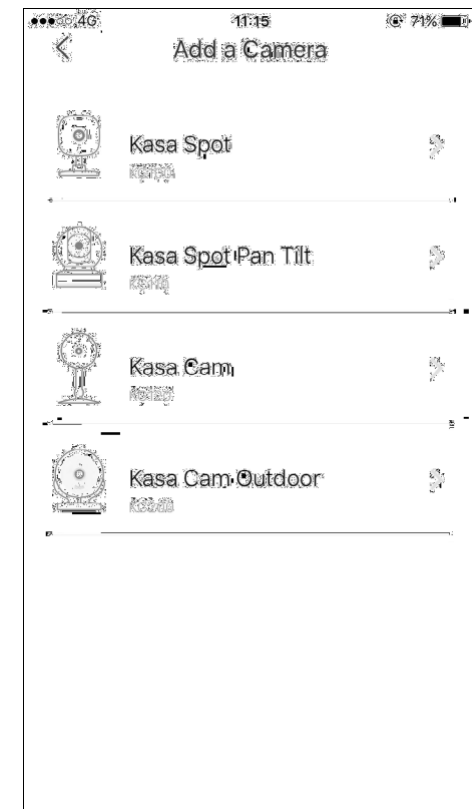 4G 11:15 71%
Add a Camera
Kasa Spot
Kasa Spot Pan Tilt
Kasa Cam
Kasa Cam Outdoor